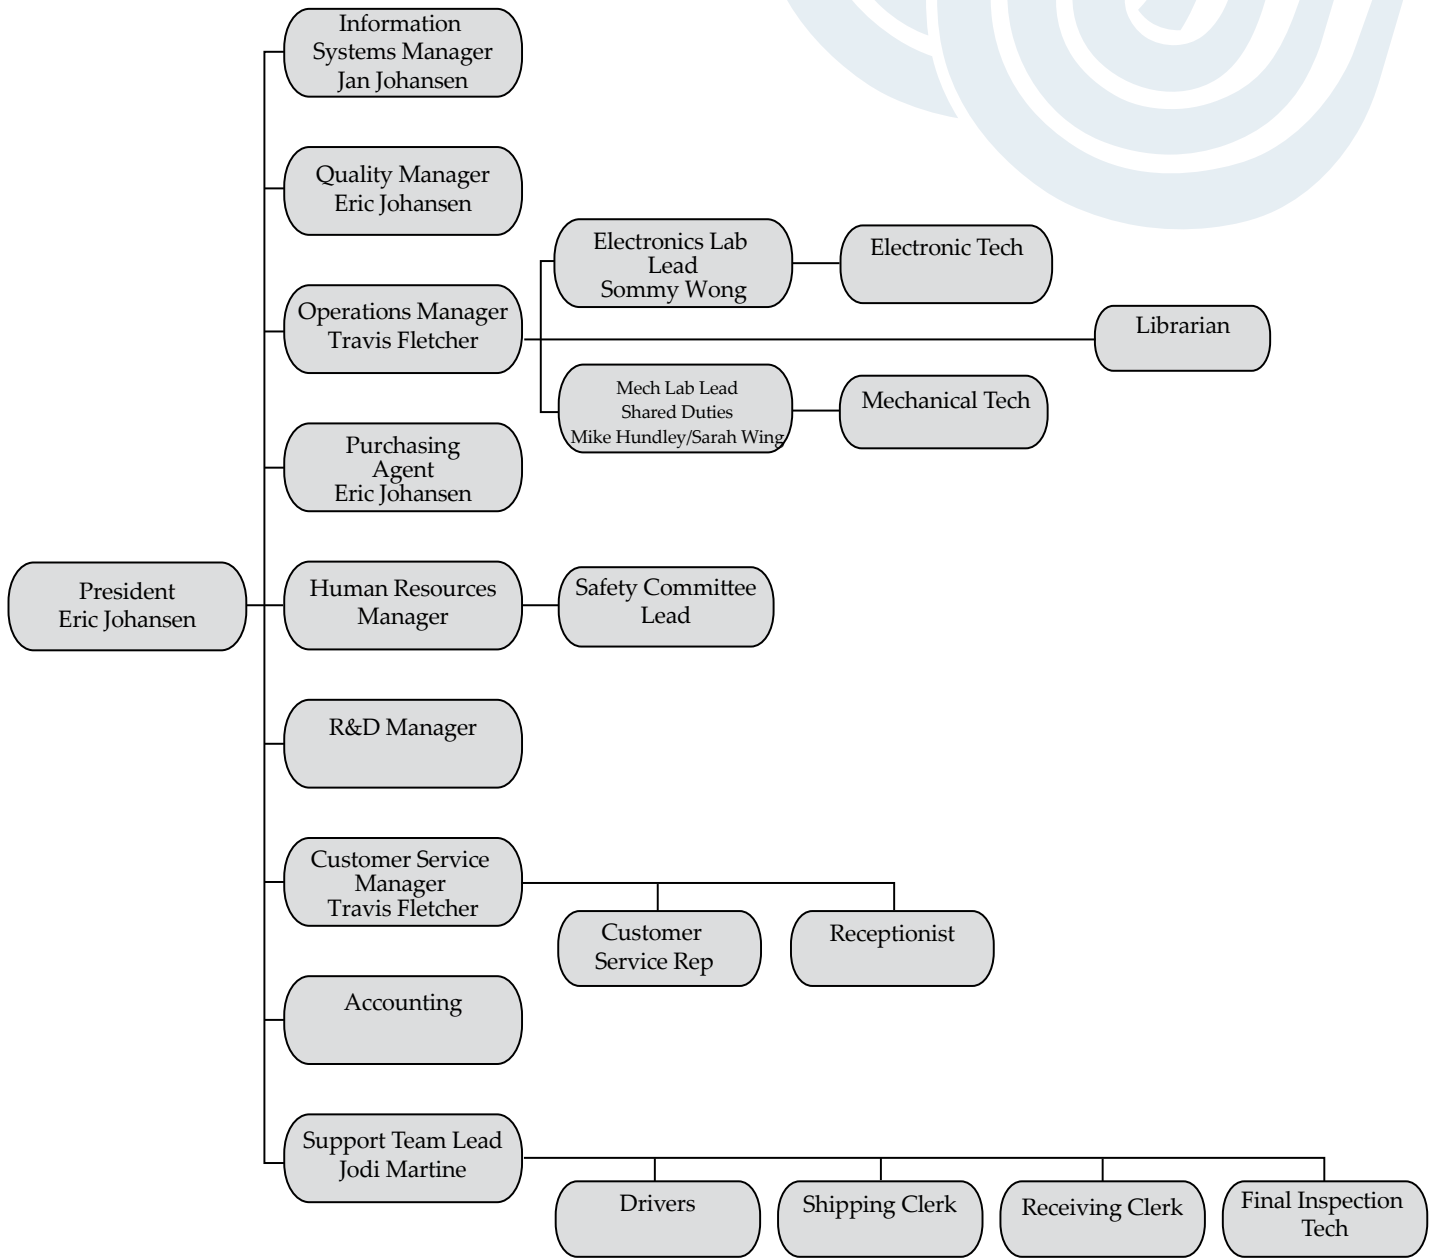 Information
Systems Manager
Jan Johansen
Quality Manager
Eric Johansen
Electronics Lab
Lead
Sommy Wong
Electronic Tech
Operations Manager
Travis Fletcher
Librarian
Mech Lab Lead
Shared Duties
Mike Hundley/Sarah Wing
Mechanical Tech
Purchasing
Agent
Eric Johansen
President
Eric Johansen
Human Resources
Manager
Safety Committee
Lead
R&D Manager
Customer Service
Manager
Travis Fletcher
Customer
Service Rep
Receptionist
Accounting
Support Team Lead
Jodi Martine
Drivers
Shipping Clerk
Receiving Clerk
Final Inspection
Tech